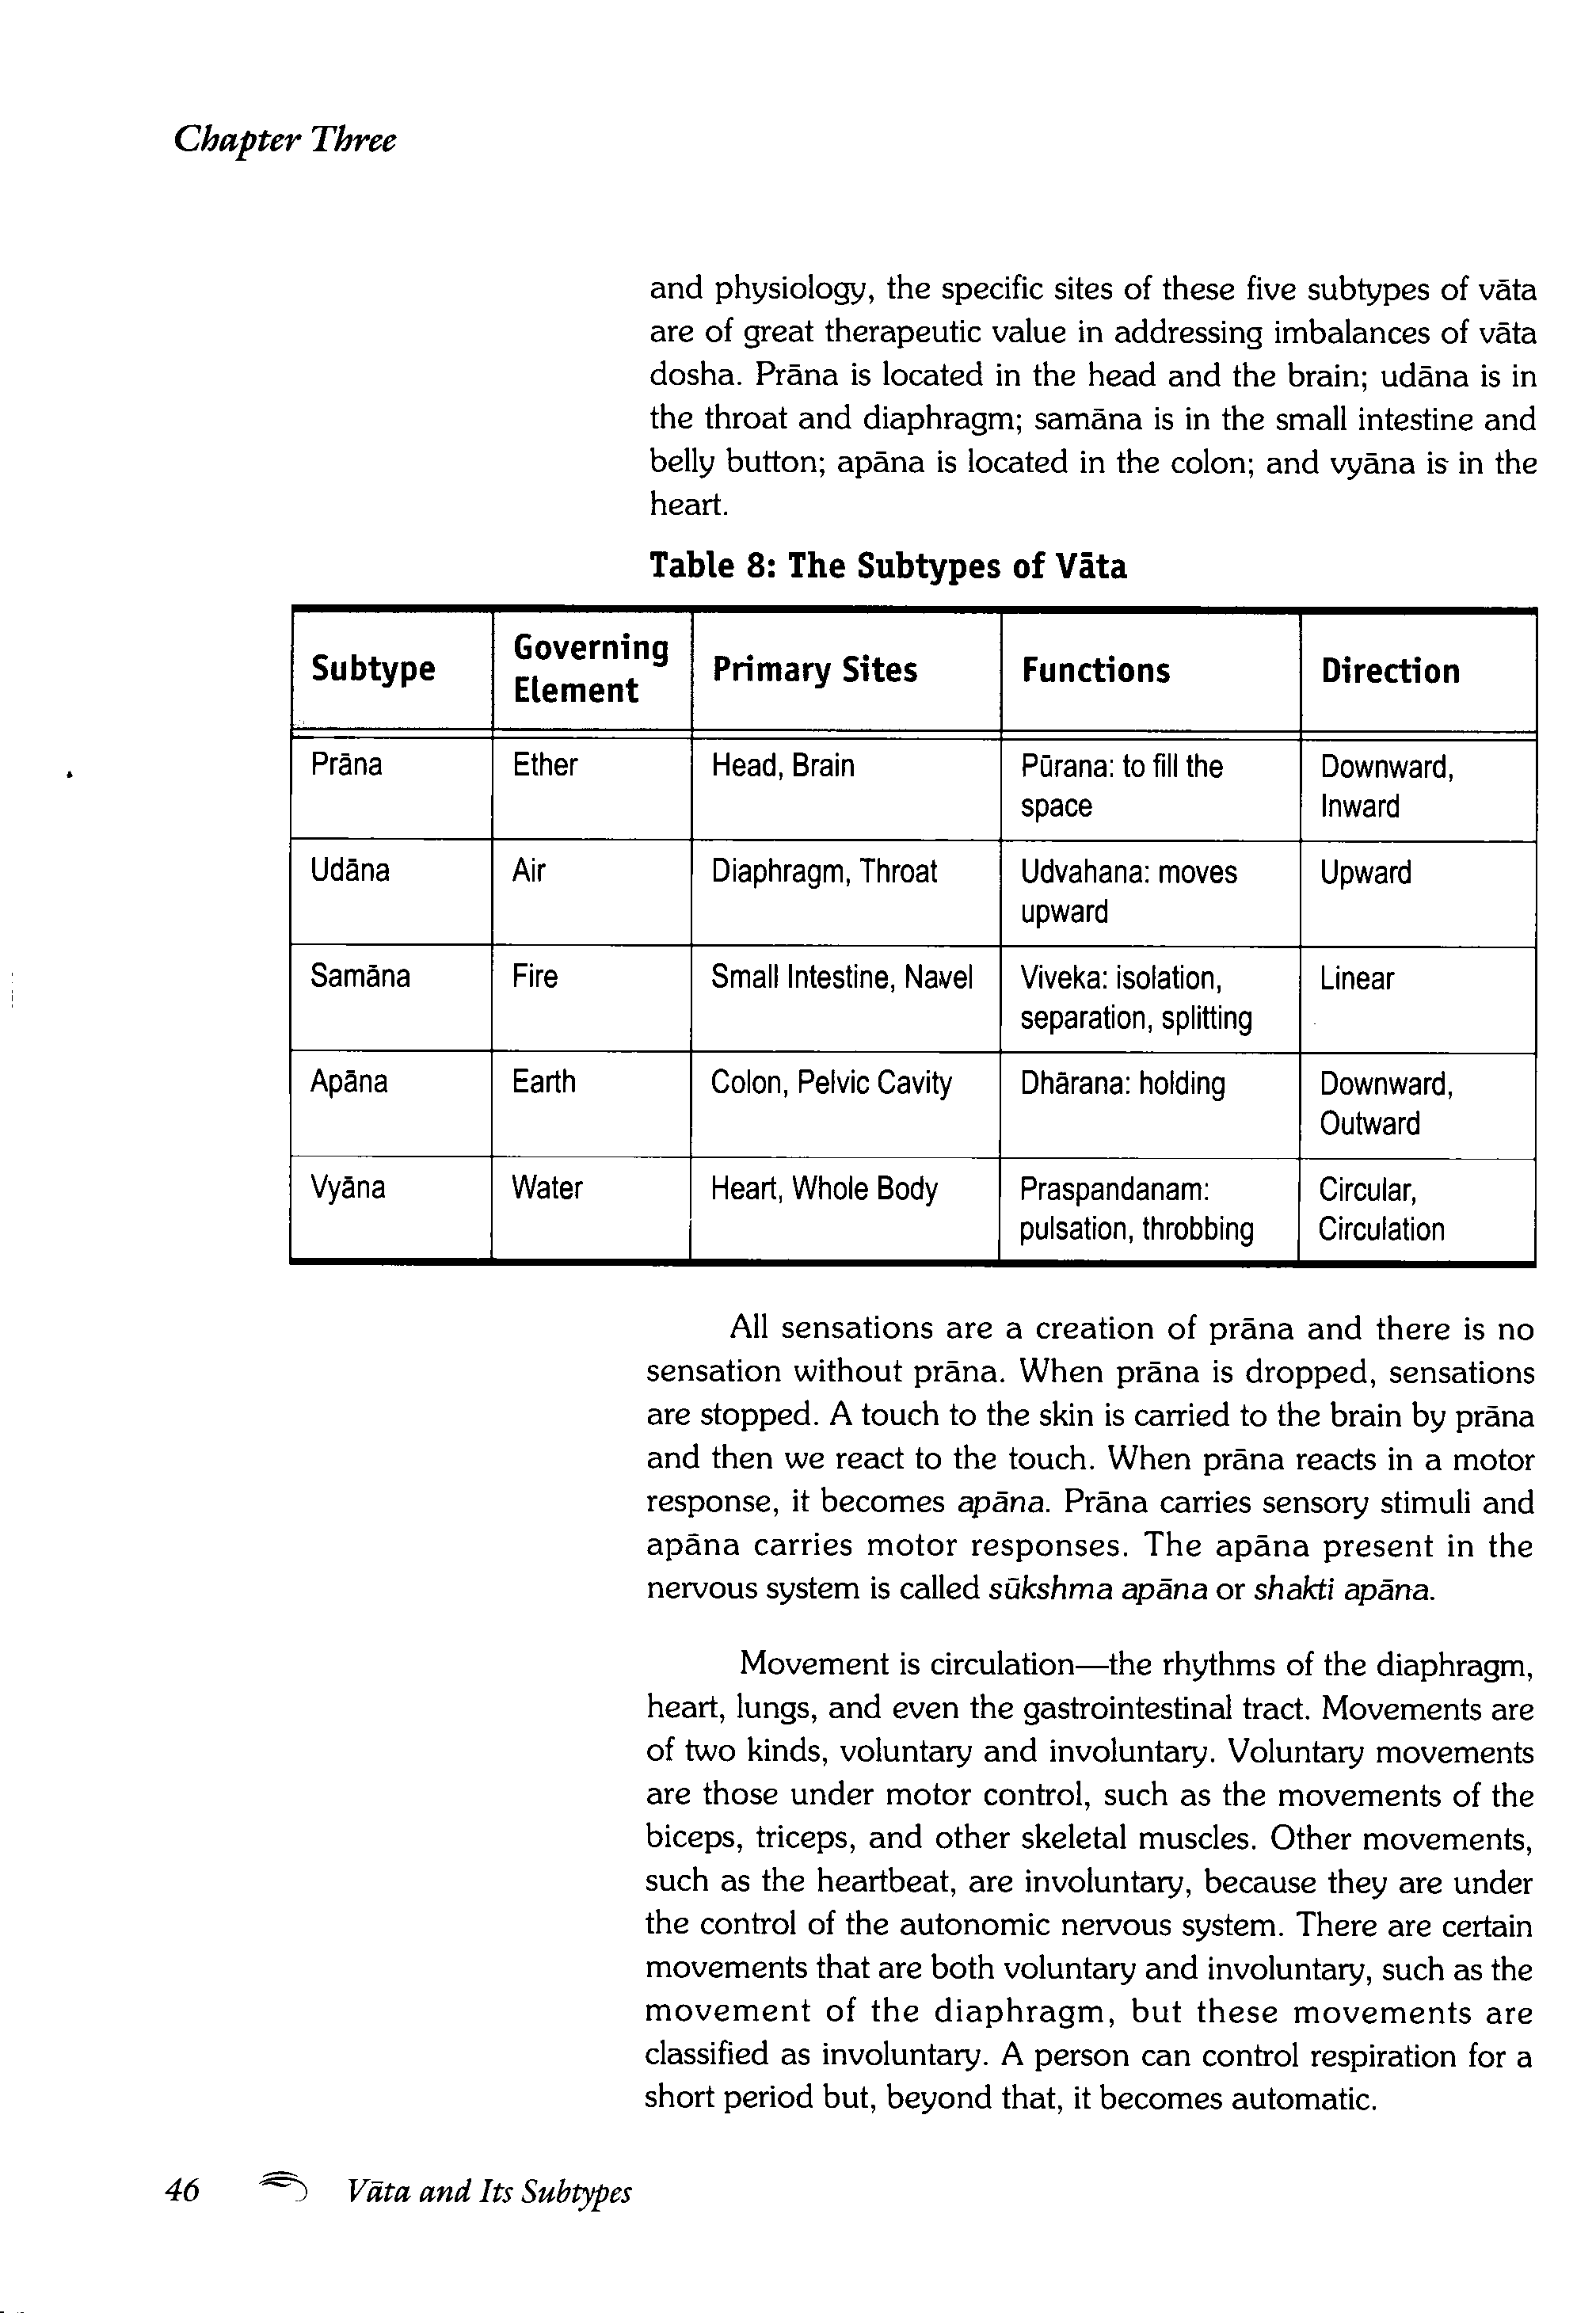 Chapter Three
and physiology, the specific sites of these five subtypes of vāta
are of great therapeutic value in addressing imbalances of vāta
dosha. Prāna is located in the head and the brain; udāna is in
the throat and diaphragm; samāna is in the small intestine and
belly button; apāna is located in the colon; and vyāna is in the
heart.
Table 8: The Subtypes of Vāta
Subtype Governing Element Primary Sites Functions Direction
Prāna Ether Head, Brain Pūrana: to fill the Downward,
space Inward
Udāna Air Diaphragm, Throat Udvahana: moves Upward
upward
Samāna Fire Small Intestine, Navel Viveka: isolation, Linear
separation, splitting
Apāna Earth Colon, Pelvic Cavity Dhārana: holding Downward,
Outward
Vyāna Water Heart, Whole Body Praspandanam: Circular,
pulsation, throbbing Circulation
All sensations are a creation of prāna and there is no
sensation without prāna. When prāna is dropped, sensations
are stopped. A touch to the skin is carried to the brain by prāna
and then we react to the touch. When prāna reacts in a motor
response, it becomes apāna. Prāna carries sensory stimuli and
apāna carries motor responses. The apāna present in the
nervous system is called sūkshma apāna or shakti apāna.
Movement is circulation—the rhythms of the diaphragm,
heart, lungs, and even the gastrointestinal tract. Movements are
of two kinds, voluntary and involuntary. Voluntary movements
are those under motor control, such as the movements of the
biceps, triceps, and other skeletal muscles. Other movements,
such as the heartbeat, are involuntary, because they are under
the control of the autonomic nervous system. There are certain
movements that are both voluntary and involuntary, such as the
movement of the diaphragm, but these movements are
classified as involuntary. A person can control respiration for a
short period but, beyond that, it becomes automatic.
46 Vāta and Its Subtypes